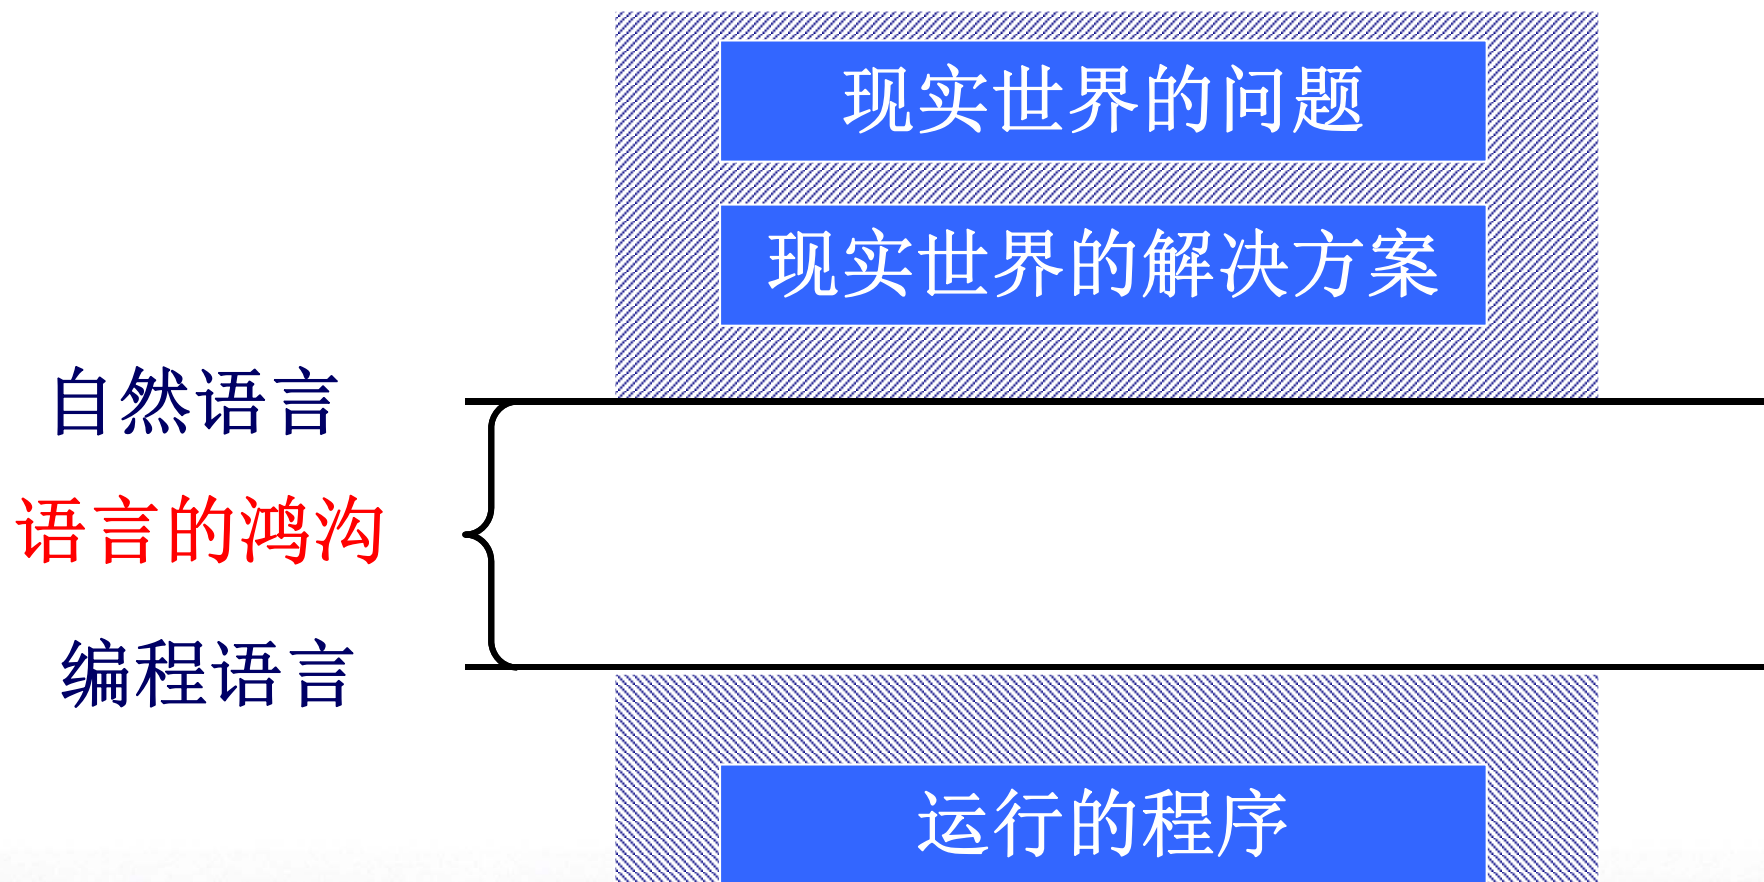 现实世界的问题
现实世界的解决方案
自然语言
语言的鸿沟
编程语言
运行的程序